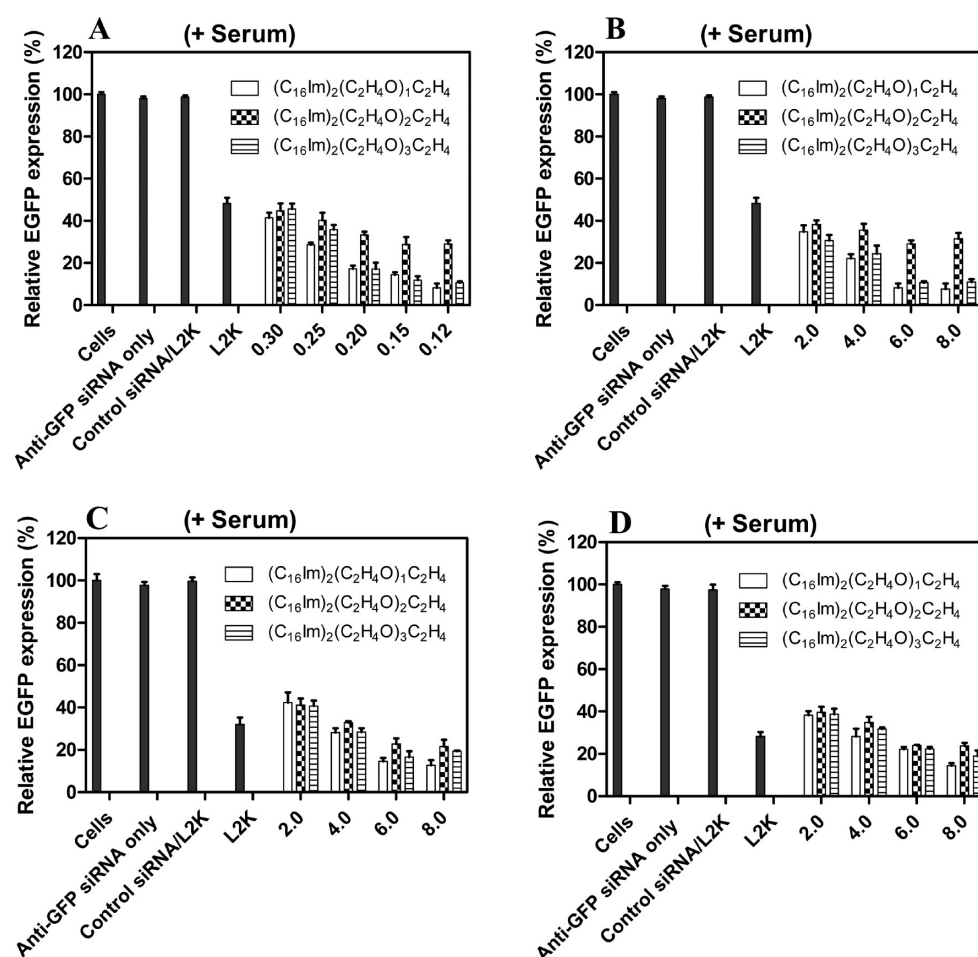 A
(+ Serum)
Relative EGFP expression (%)
120
100
80
60
40
20
0
(C₁₆Im)₂(C₂H₄O)₁C₂H₄
(C₁₆Im)₂(C₂H₄O)₂C₂H₄
(C₁₆Im)₂(C₂H₄O)₃C₂H₄
Cells
Anti-GFP siRNA only
Control siRNA/L2K
L2K
0.30
0.25
0.20
0.15
0.12
B
(+ Serum)
Relative EGFP expression (%)
120
100
80
60
40
20
0
(C₁₆Im)₂(C₂H₄O)₁C₂H₄
(C₁₆Im)₂(C₂H₄O)₂C₂H₄
(C₁₆Im)₂(C₂H₄O)₃C₂H₄
Cells
Anti-GFP siRNA only
Control siRNA/L2K
L2K
2.0
4.0
6.0
8.0
C
(+ Serum)
Relative EGFP expression (%)
120
100
80
60
40
20
0
(C₁₆Im)₂(C₂H₄O)₁C₂H₄
(C₁₆Im)₂(C₂H₄O)₂C₂H₄
(C₁₆Im)₂(C₂H₄O)₃C₂H₄
Cells
Anti-GFP siRNA only
Control siRNA/L2K
L2K
2.0
4.0
6.0
8.0
D
(+ Serum)
Relative EGFP expression (%)
120
100
80
60
40
20
0
(C₁₆Im)₂(C₂H₄O)₁C₂H₄
(C₁₆Im)₂(C₂H₄O)₂C₂H₄
(C₁₆Im)₂(C₂H₄O)₃C₂H₄
Cells
Anti-GFP siRNA only
Control siRNA/L2K
L2K
2.0
4.0
6.0
8.0